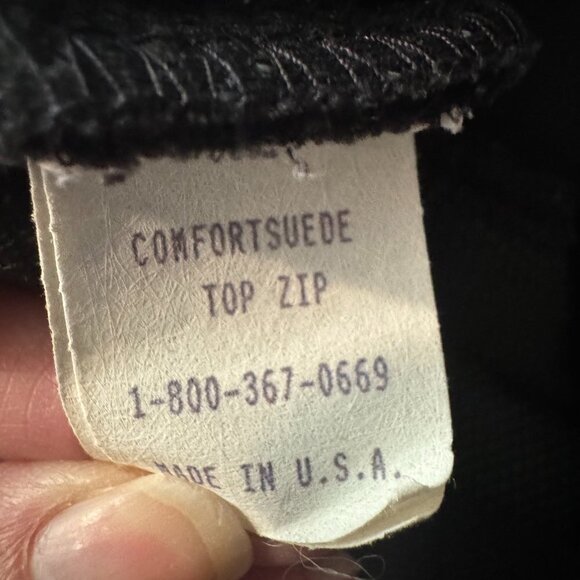 COMFORTSUEDE
TOP ZIP
1-800-367-0669
MADE IN U.S.A.